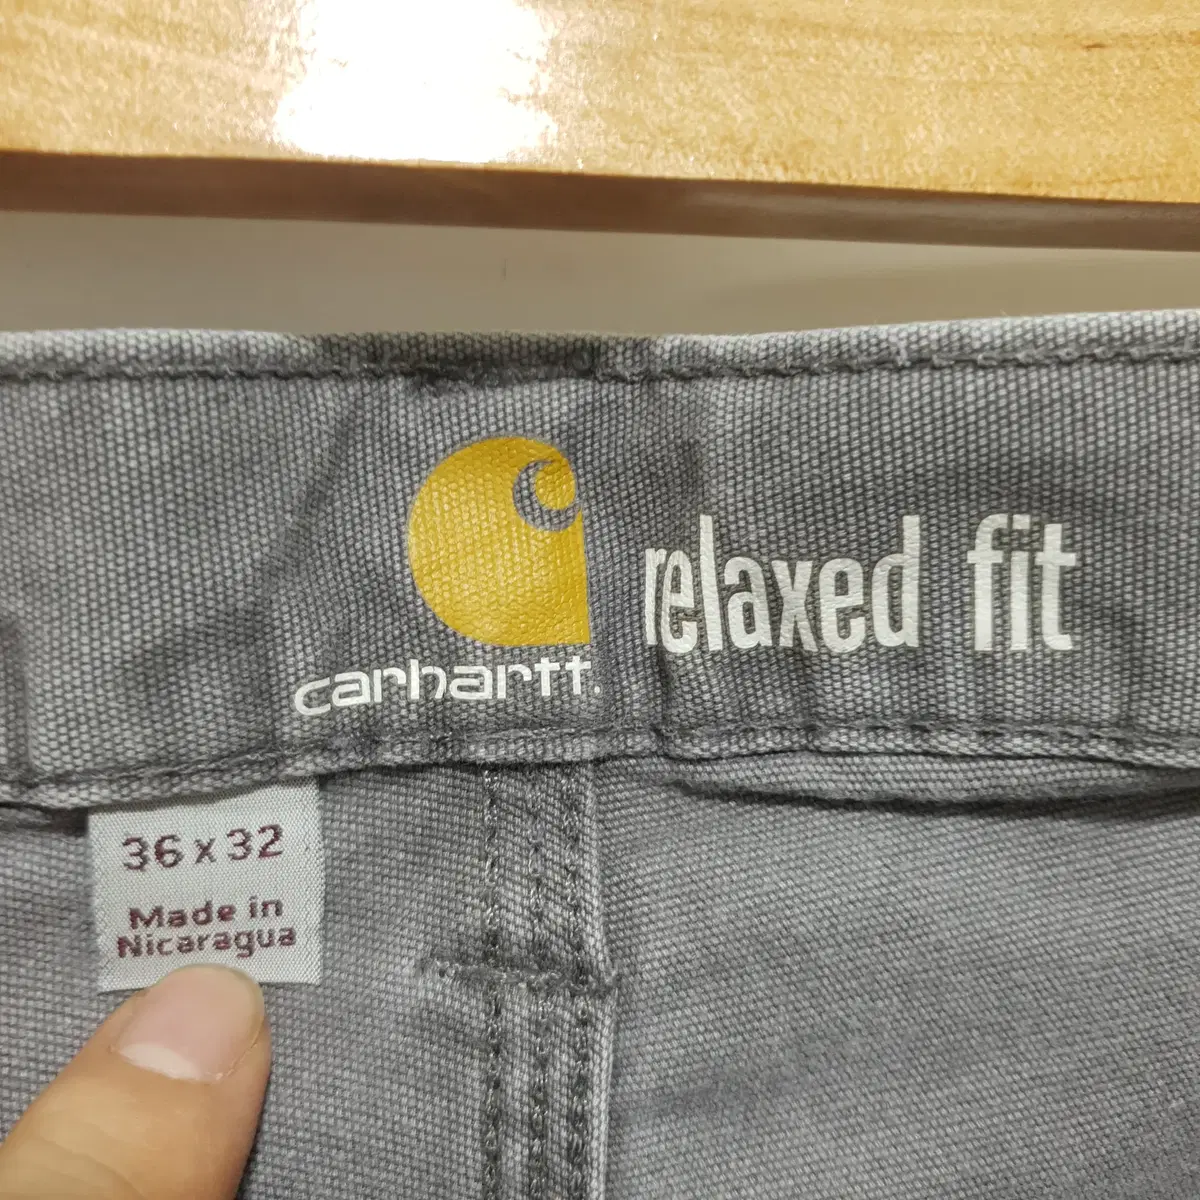 relaxed fit
carhartt.
36 x 32
Made in
Nicaragua